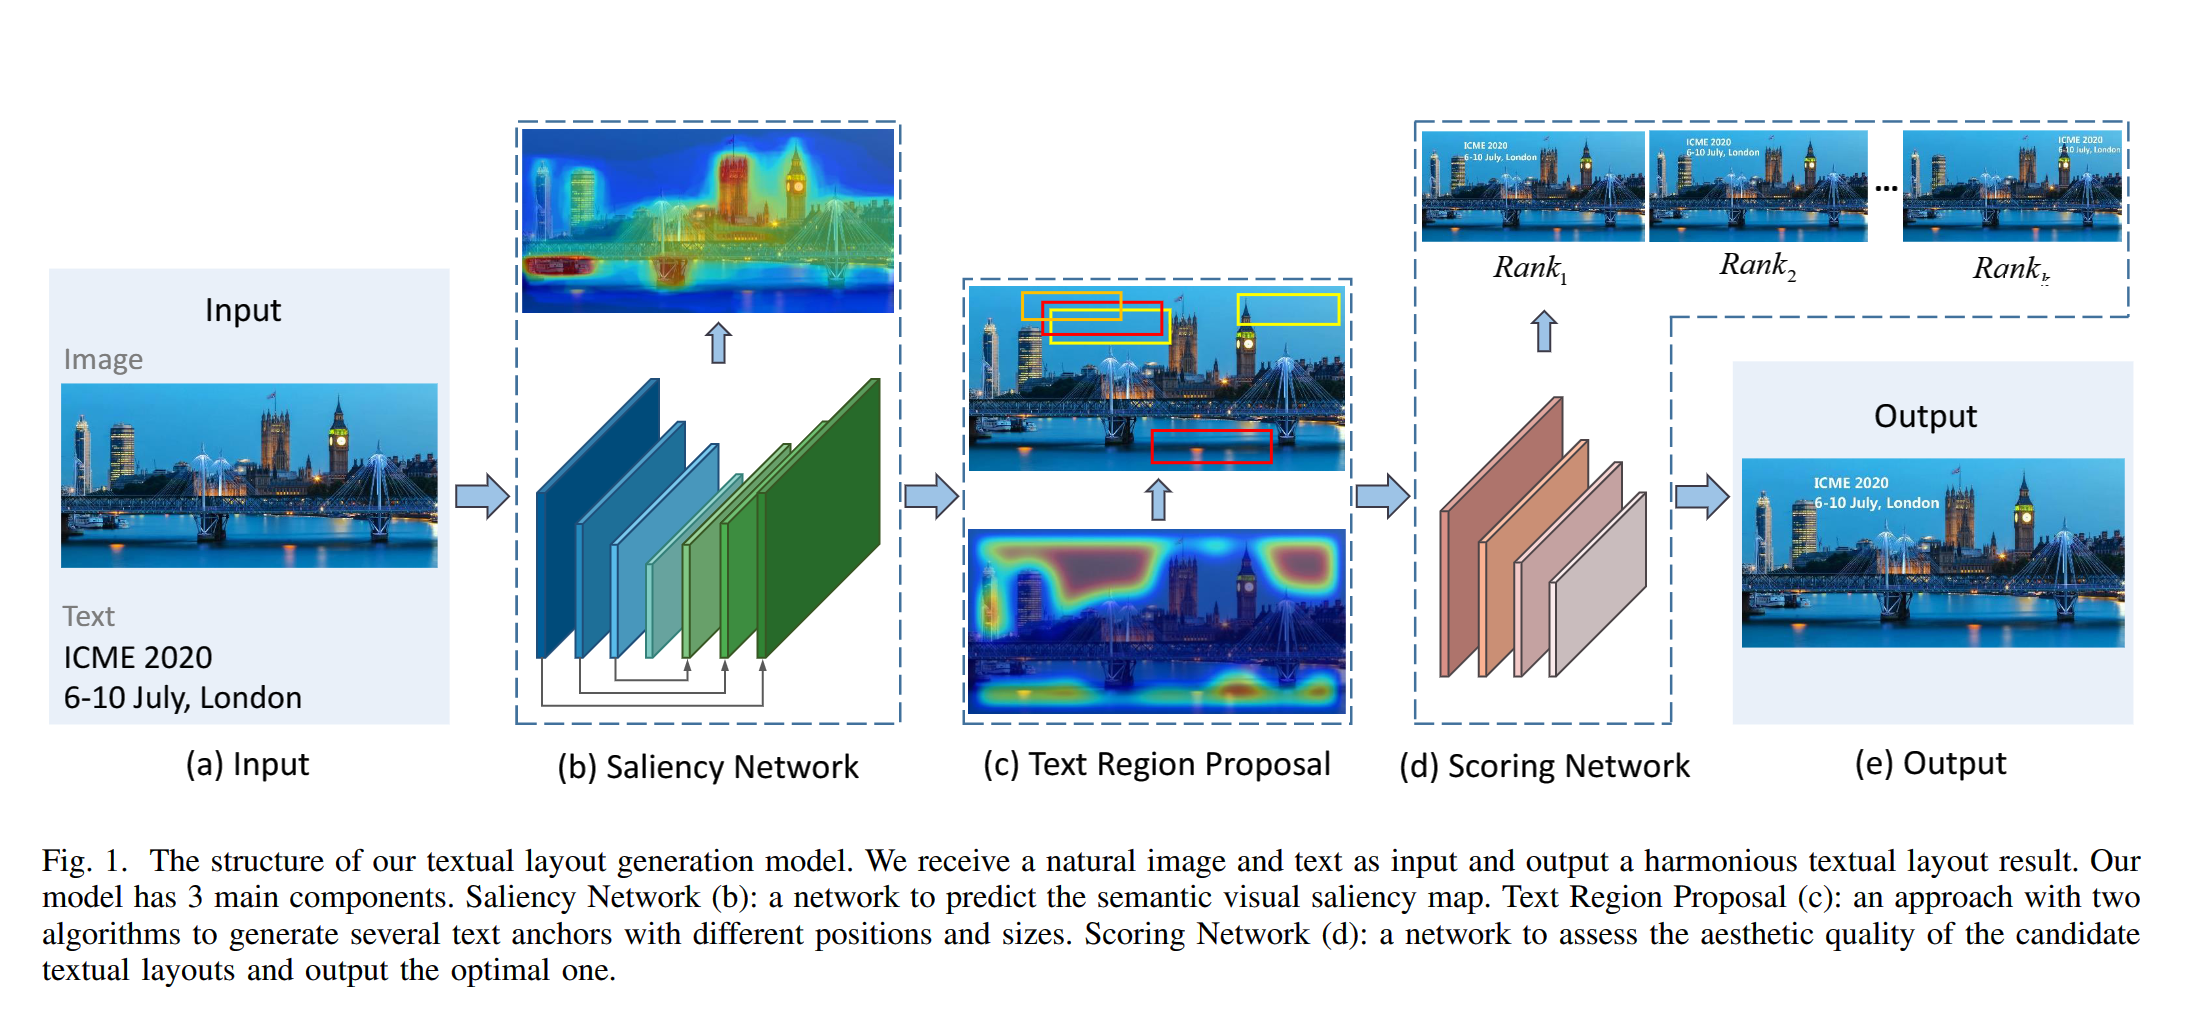 Input
Image
Text
ICME 2020
6-10 July, London
(a) Input
(b) Saliency Network
(c) Text Region Proposal
ICME 2020
6-10 July, London
Rank1
ICME 2020
6-10 July, London
Rank2
...
ICME 2020
6-10 July, London
Rankk
(d) Scoring Network
Output
ICME 2020
6-10 July, London
(e) Output
Fig. 1. The structure of our textual layout generation model. We receive a natural image and text as input and output a harmonious textual layout result. Our
model has 3 main components. Saliency Network (b): a network to predict the semantic visual saliency map. Text Region Proposal (c): an approach with two
algorithms to generate several text anchors with different positions and sizes. Scoring Network (d): a network to assess the aesthetic quality of the candidate
textual layouts and output the optimal one.